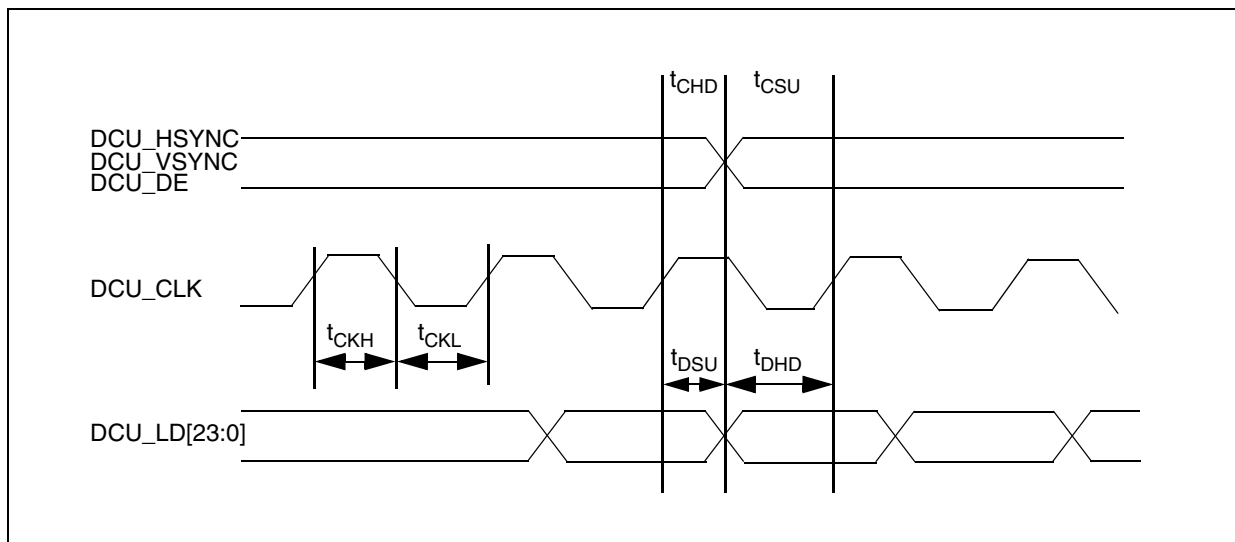 tCHD tCSU
DCU_HSYNC
DCU_VSYNC
DCU_DE
DCU_CLK
tCKH tCKL
tDSU tDHD
DCU_LD[23:0]